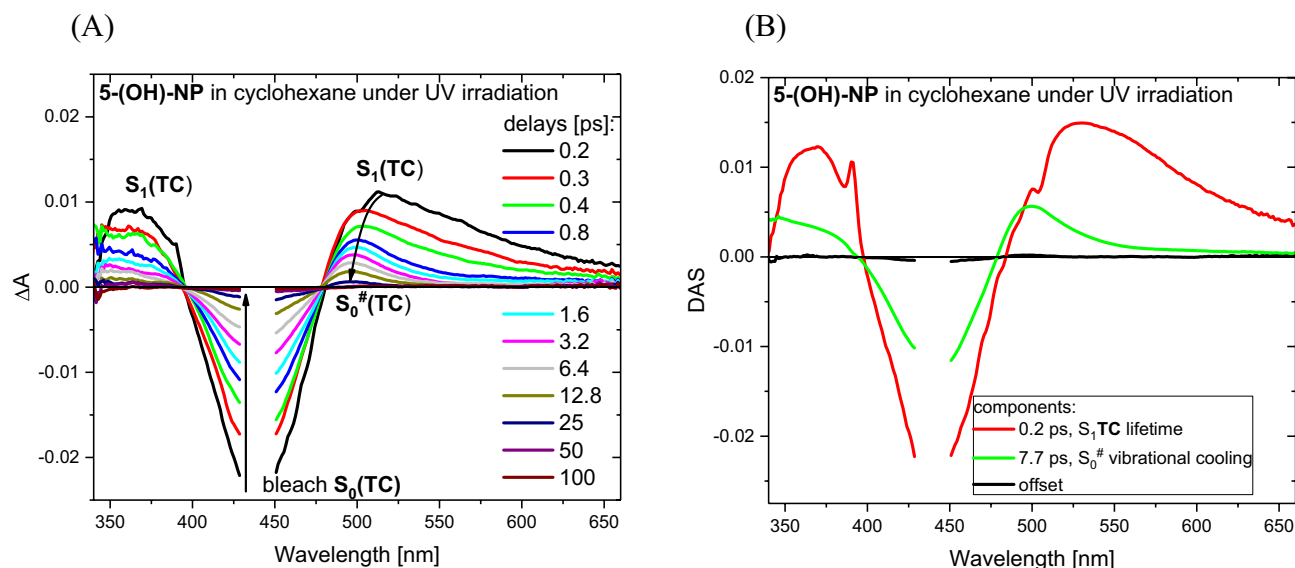 (A)
5-(OH)-NP in cyclohexane under UV irradiation
delays [ps]:
0.2
0.3
0.4
0.8
S₁(TC)
S₁(TC)
S₀#(TC)
1.6
3.2
6.4
12.8
25
50
100
bleach S₀(TC)
0.02
0.01
0.00
-0.01
-0.02
ΔA
350 400 450 500 550 600 650
Wavelength [nm]
(B)
5-(OH)-NP in cyclohexane under UV irradiation
0.02
0.01
0.00
-0.01
-0.02
DAS
components:
0.2 ps, S₁TC lifetime
7.7 ps, S₀# vibrational cooling
offset
350 400 450 500 550 600 650
Wavelength [nm]